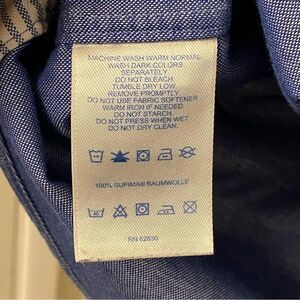 MACHINE WASH WARM NORMAL
WASH DARK COLORS
SEPARATELY.
DO NOT BLEACH.
TUMBLE DRY LOW.
REMOVE PROMPTLY.
DO NOT USE FABRIC SOFTENER.
WARM IRON IF NEEDED.
DO NOT STARCH.
DO NOT PRESS WHEN WET.
DO NOT DRY CLEAN.
100% SUPIMA® BAUMWOLLE
RN 62636